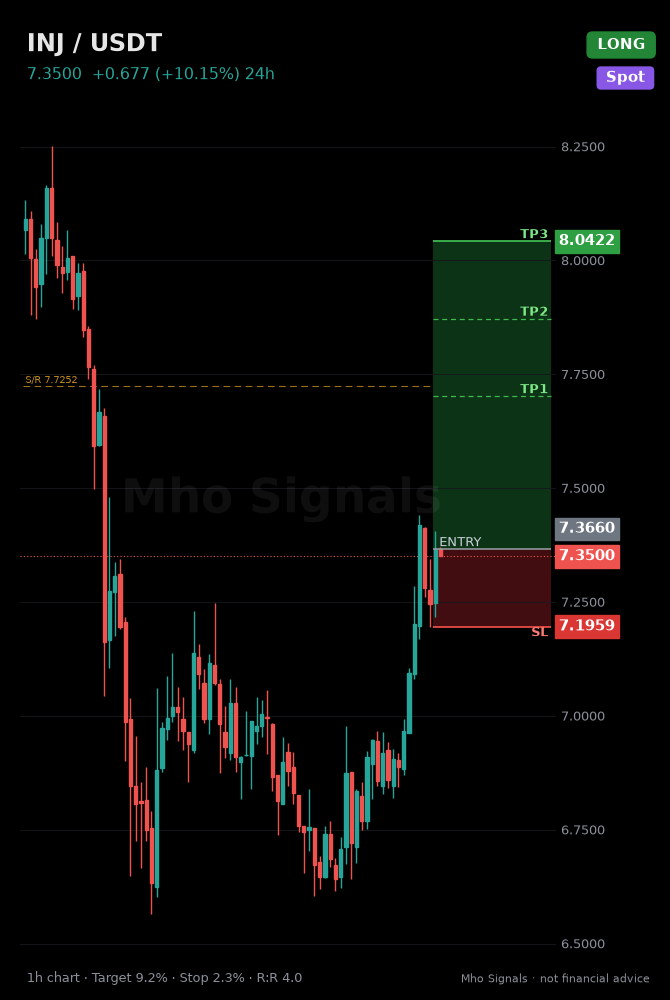 INJ / USDT
LONG
7.3500 +0.677 (+10.15%) 24h
Spot
8.2500
TP3
8.0422
8.0000
TP2
S/R 7.7252
7.7500
TP1
Mho Signals
7.5000
7.3660
ENTRY
7.3500
7.2500
7.1959
SL
7.0000
6.7500
6.5000
1h chart · Target 9.2% · Stop 2.3% · R:R 4.0
Mho Signals · not financial advice